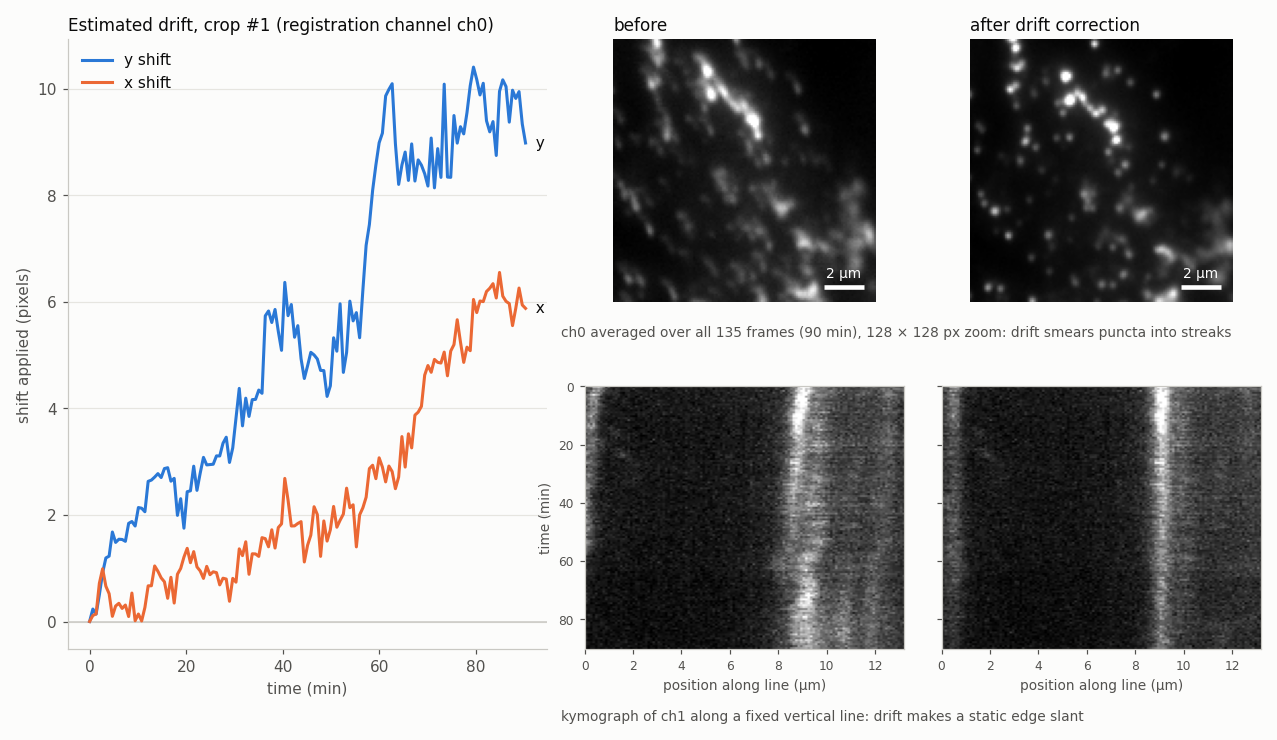 Estimated drift, crop #1 (registration channel ch0)
y shift
x shift
10
8
6
4
2
0
shift applied (pixels)
y
x
0 20 40 60 80
time (min)
before
2 µm
after drift correction
2 µm
ch0 averaged over all 135 frames (90 min), 128 × 128 px zoom: drift smears puncta into streaks
0
20
40
60
80
time (min)
0 2 4 6 8 10 12
position along line (µm)
0 2 4 6 8 10 12
position along line (µm)
kymograph of ch1 along a fixed vertical line: drift makes a static edge slant